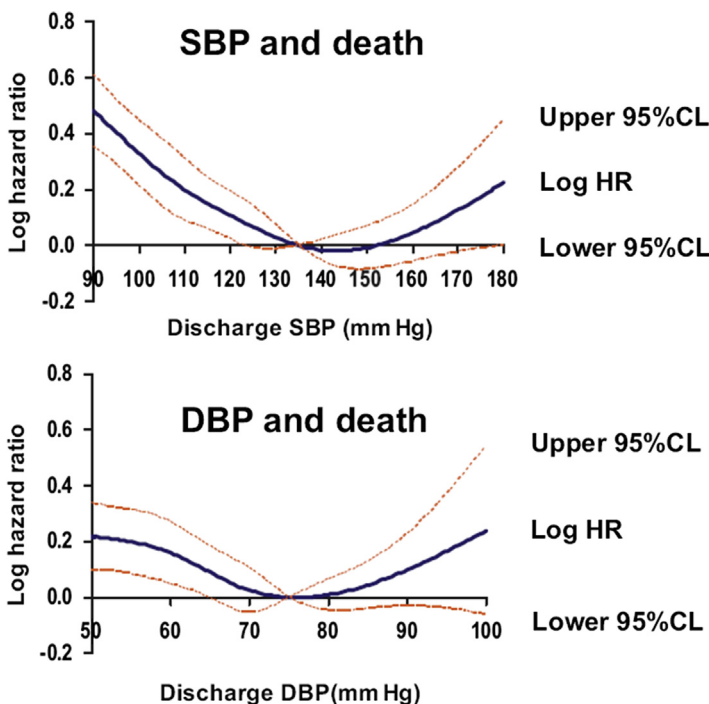 SBP and death
Log hazard ratio
0.8
0.6
0.4
0.2
0.0
-0.2
90 100 110 120 130 140 150 160 170 180
Discharge SBP (mm Hg)
Upper 95%CL
Log HR
Lower 95%CL
DBP and death
Log hazard ratio
0.8
0.6
0.4
0.2
0.0
-0.2
50 60 70 80 90 100
Discharge DBP(mm Hg)
Upper 95%CL
Log HR
Lower 95%CL